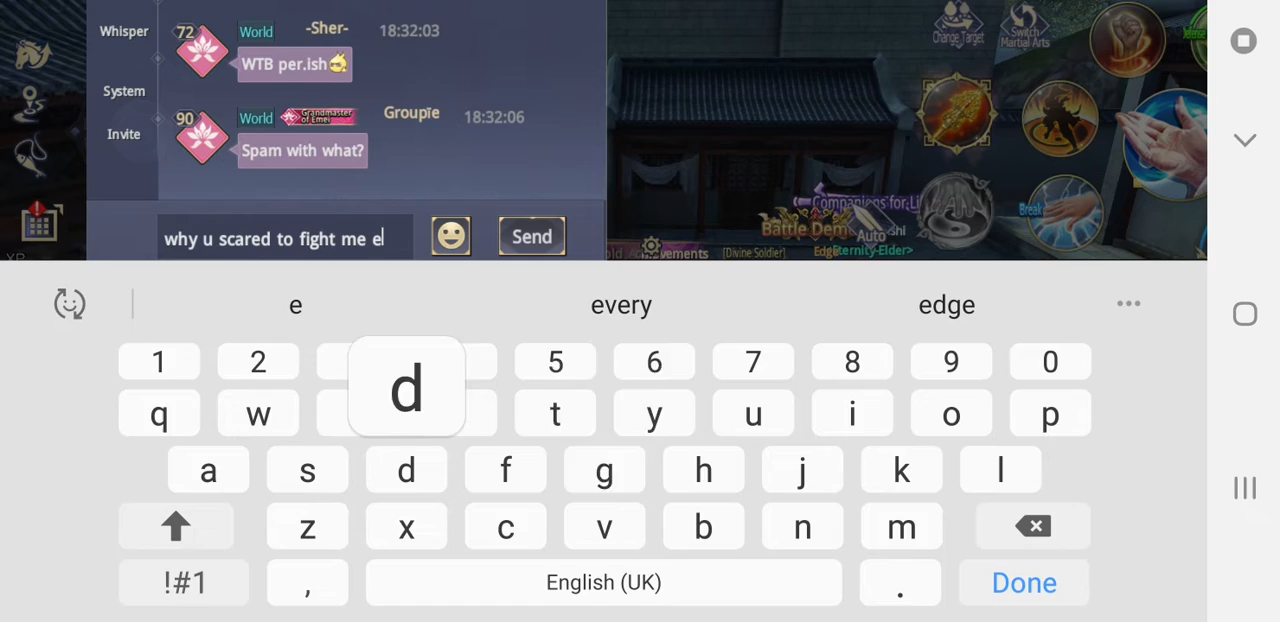 Whisper
System
Invite
72 World -Sher- 18:32:03
WTB per.ish
90 World Grandmaster of Emei Groupïe 18:32:06
Spam with what?
why u scared to fight me e
Send
Change Target
Switch Martial Arts
Break
Auto
Companions for Li
Battle Dem
[Divine Soldier]
Eternity-Elder>
XP
e every edge
1 2 5 6 7 8 9 0
d
q w t y u i o p
a s d f g h j k l
z x c v b n m
!#1 , English (UK) . Done